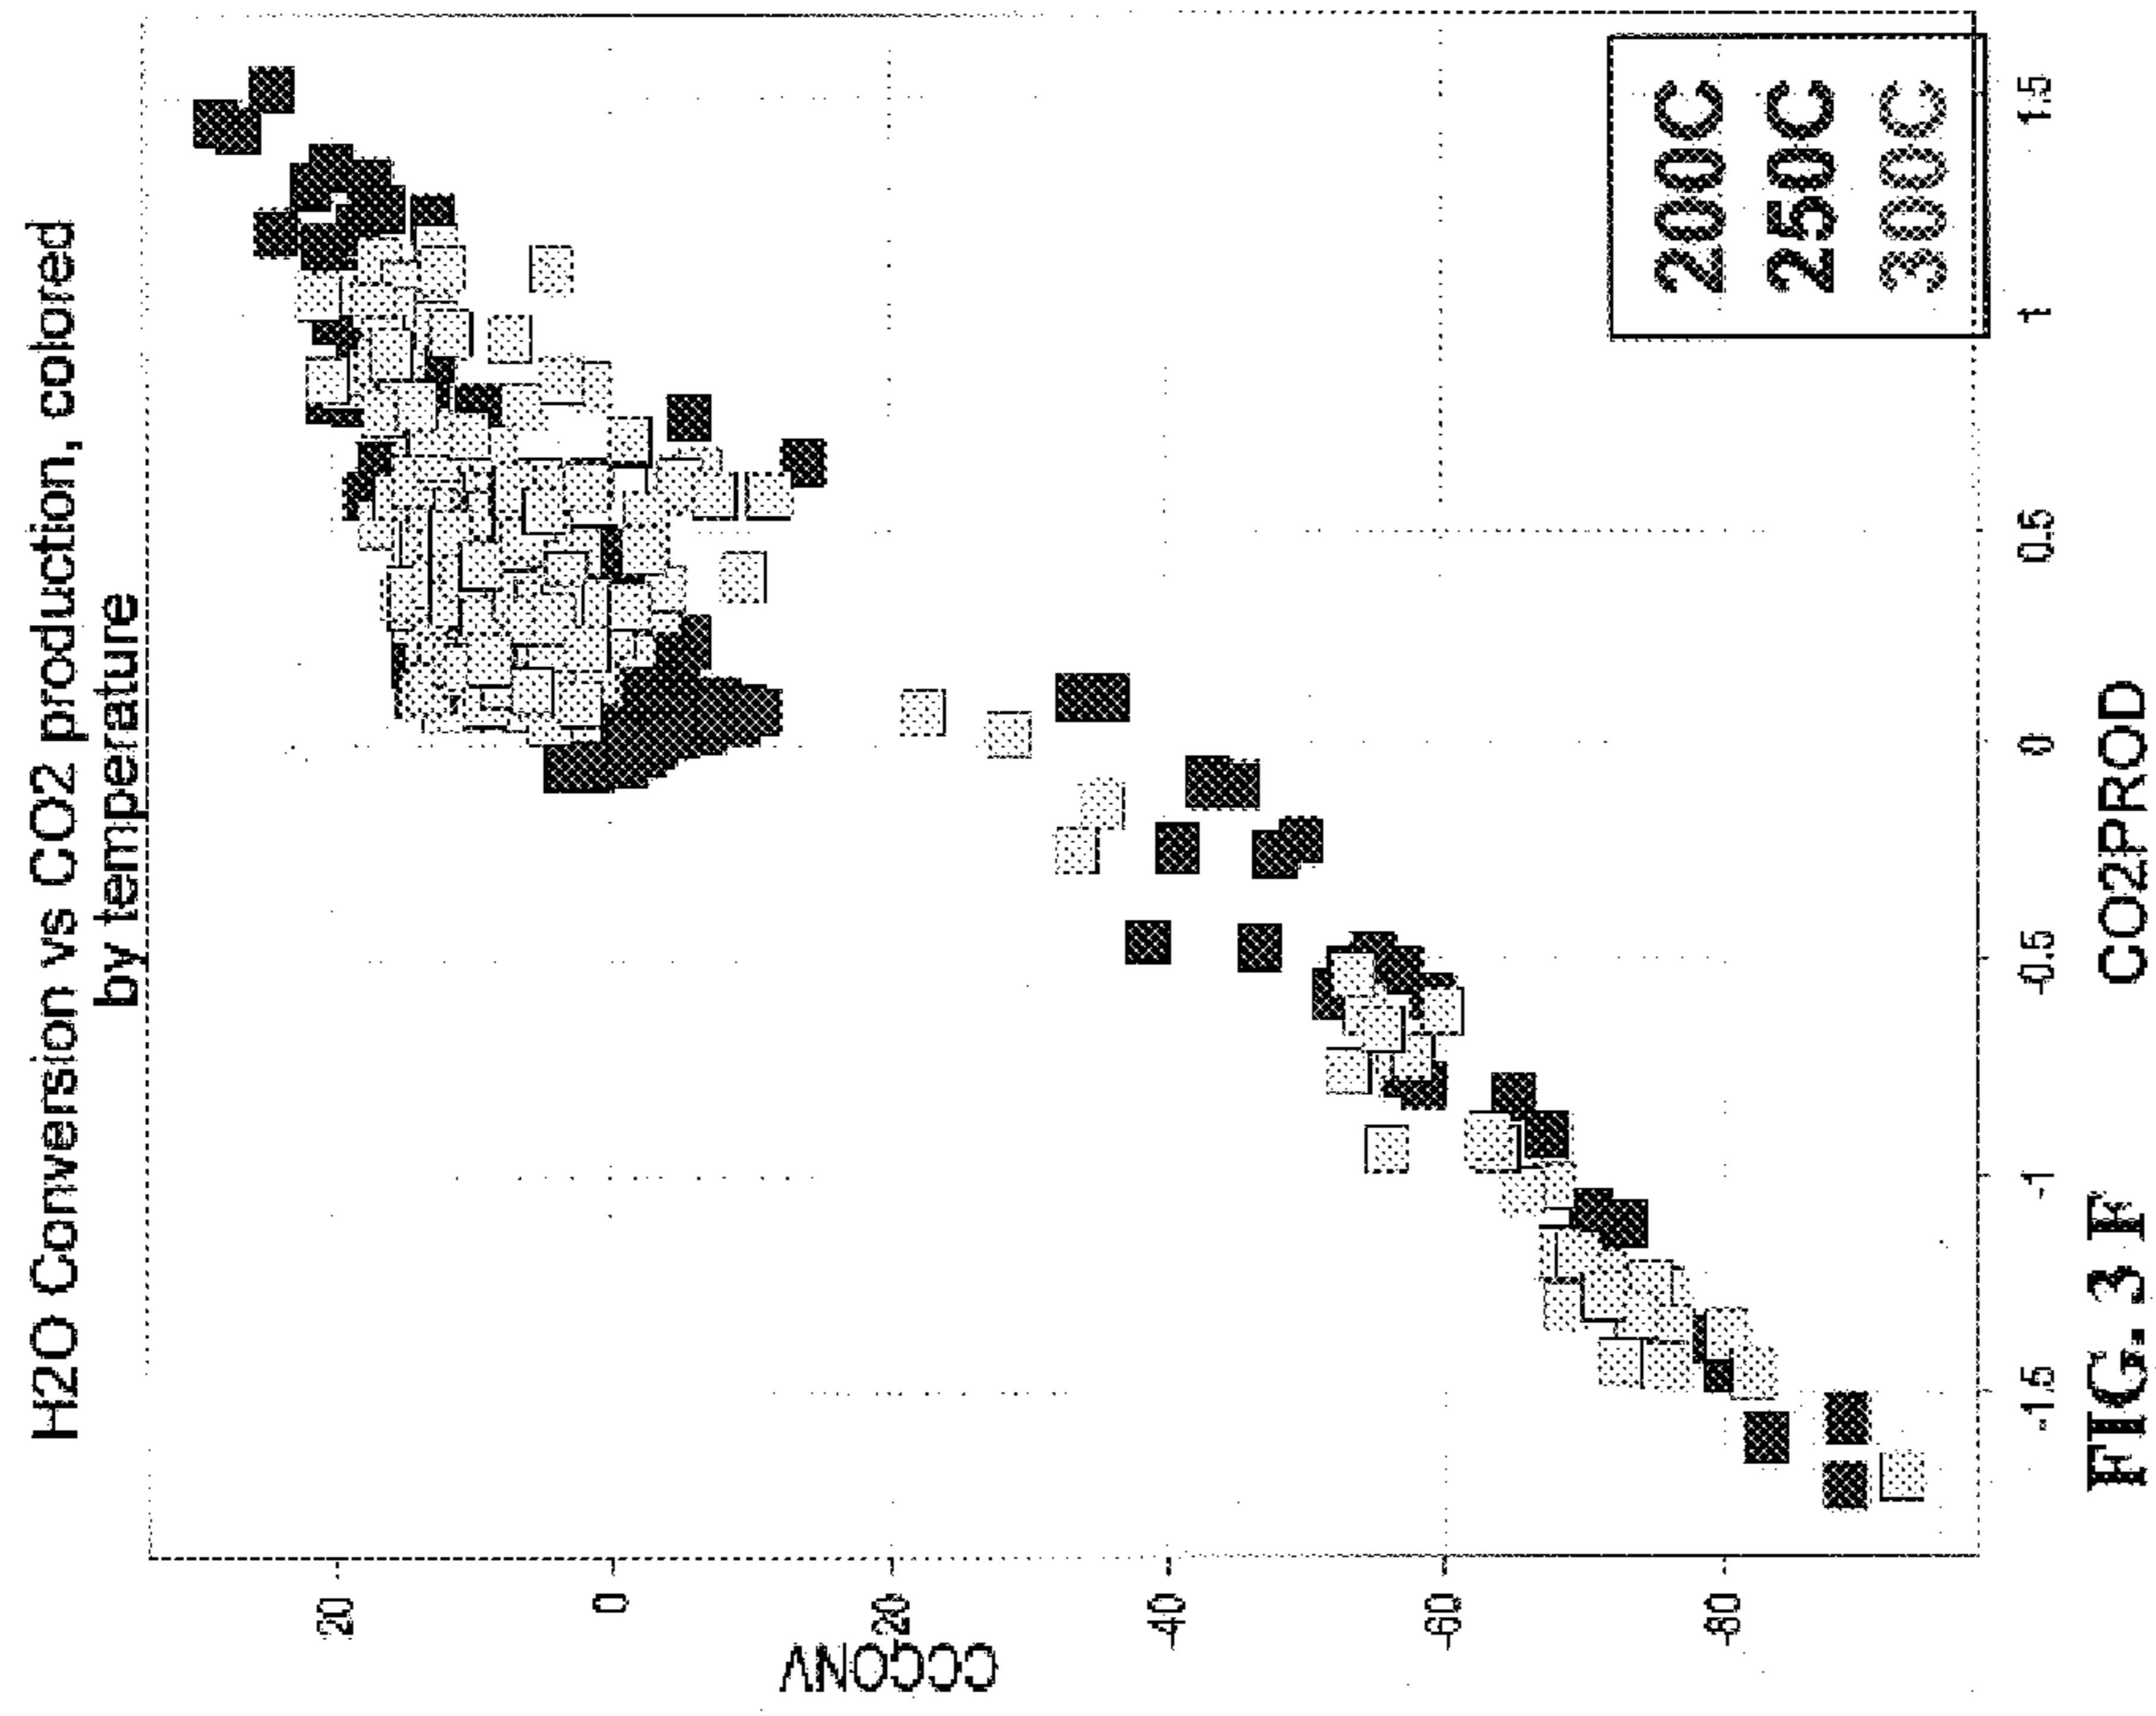 H2O Conversion vs CO2 production, colored
by temperature
20
0
-20
-40
-60
-80
CCCONV
-1.5
-1
-0.5
0
0.5
1
1.5
CO2PROD
200C
250C
300C
FIG. 3 F